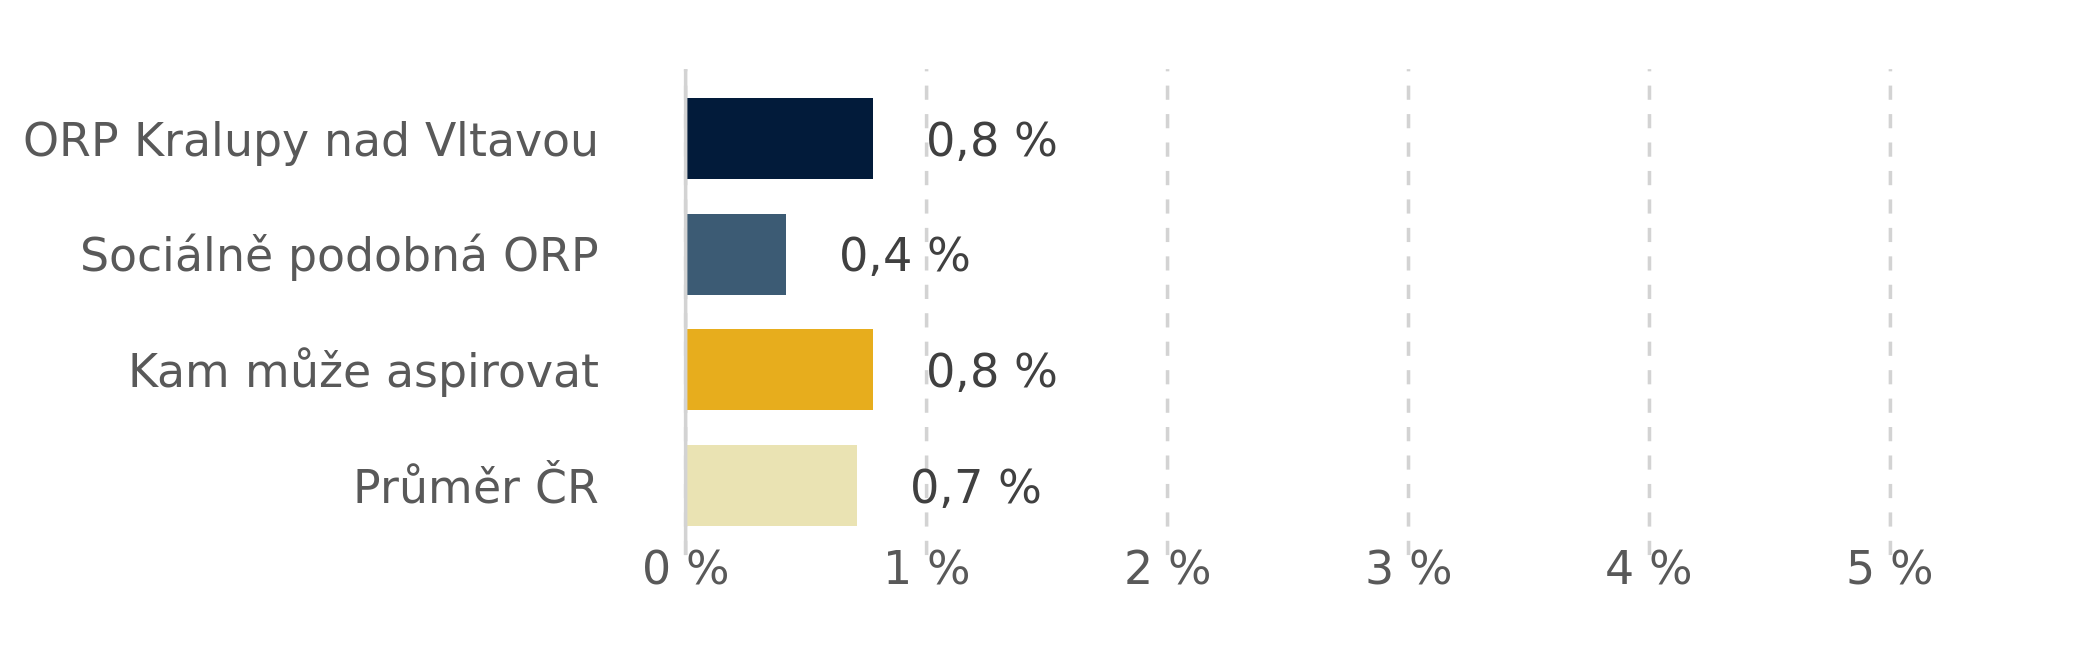 ORP Kralupy nad Vltavou 0,8 %
Sociálně podobná ORP 0,4 %
Kam může aspirovat 0,8 %
Průměr ČR 0,7 %
0 % 1 % 2 % 3 % 4 % 5 %